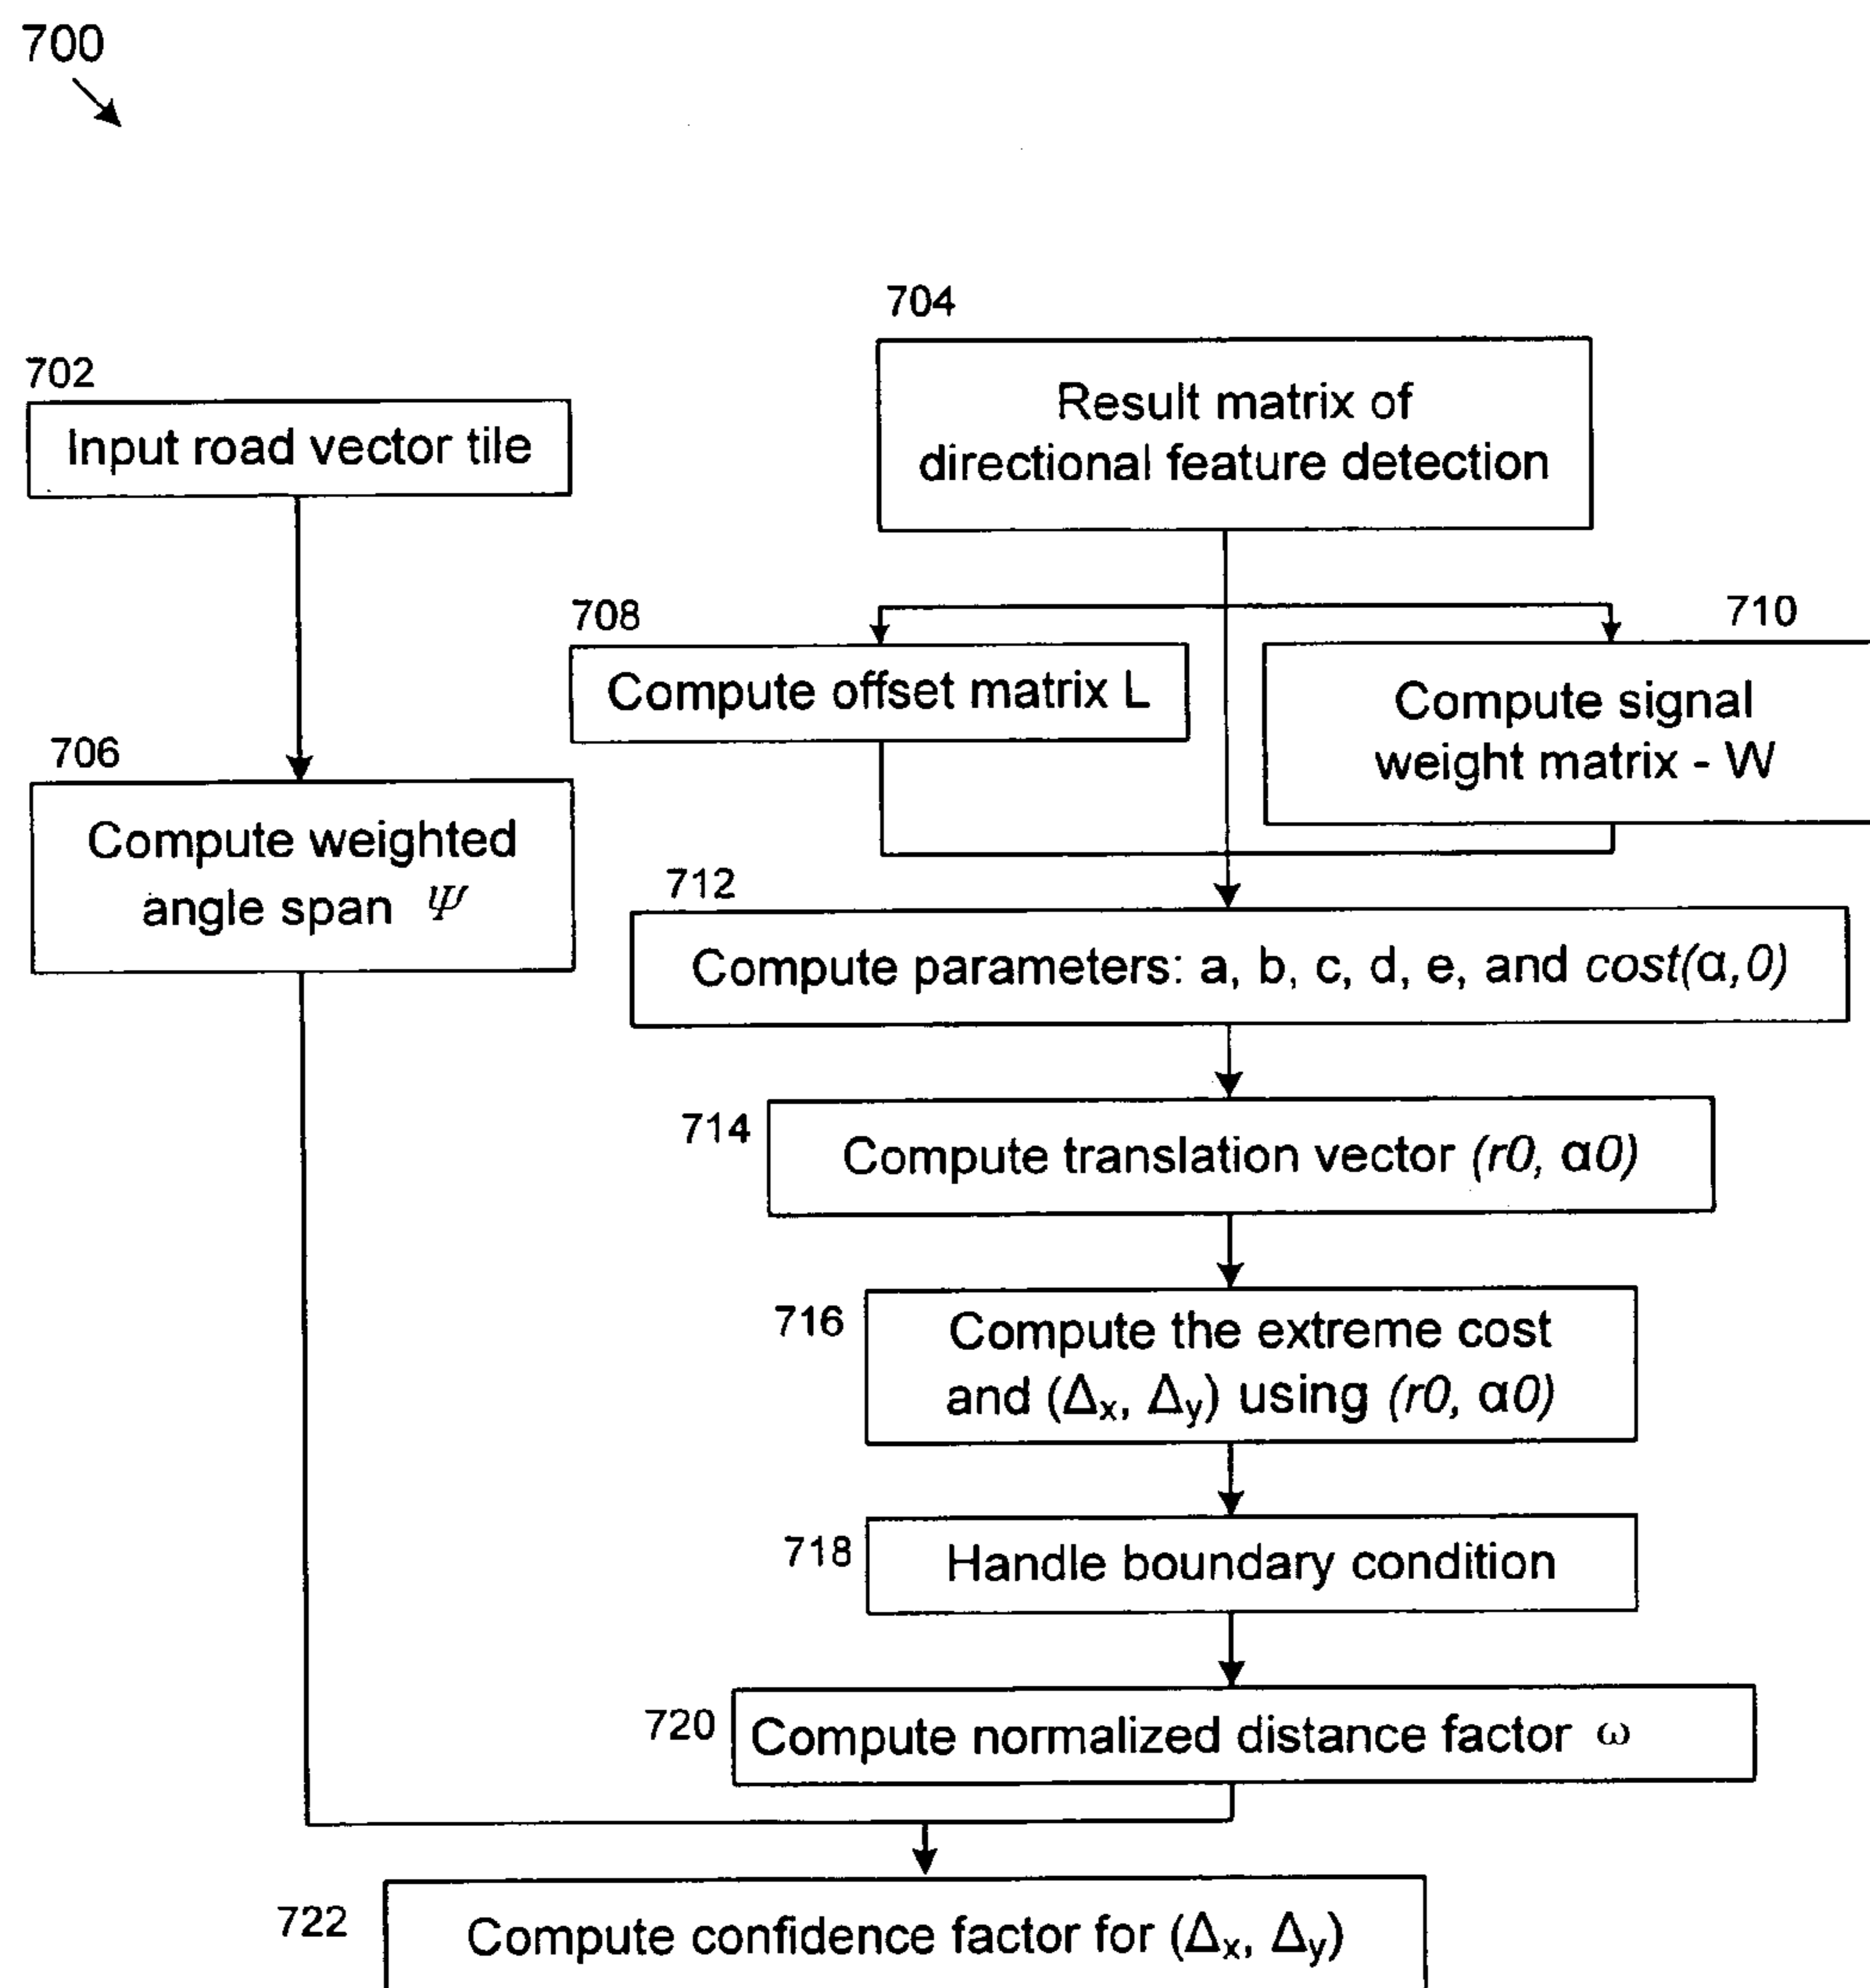 700
704
Result matrix of
directional feature detection
702
Input road vector tile
708
Compute offset matrix L
710
Compute signal
weight matrix - W
706
Compute weighted
angle span Ψ
712
Compute parameters: a, b, c, d, e, and cost(α,0)
714
Compute translation vector (r0, α0)
716
Compute the extreme cost
and (Δx, Δy) using (r0, α0)
718
Handle boundary condition
720
Compute normalized distance factor ω
722
Compute confidence factor for (Δx, Δy)